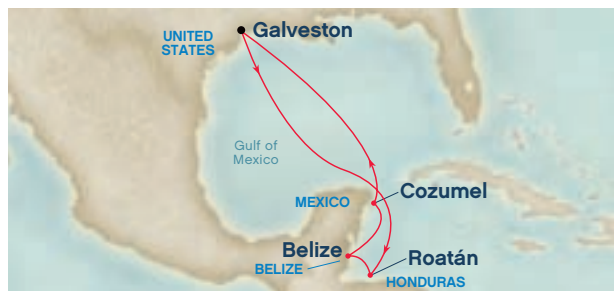 Galveston
UNITED
STATES
Gulf of
Mexico
Cozumel
MEXICO
Belize
BELIZE
Roatán
HONDURAS